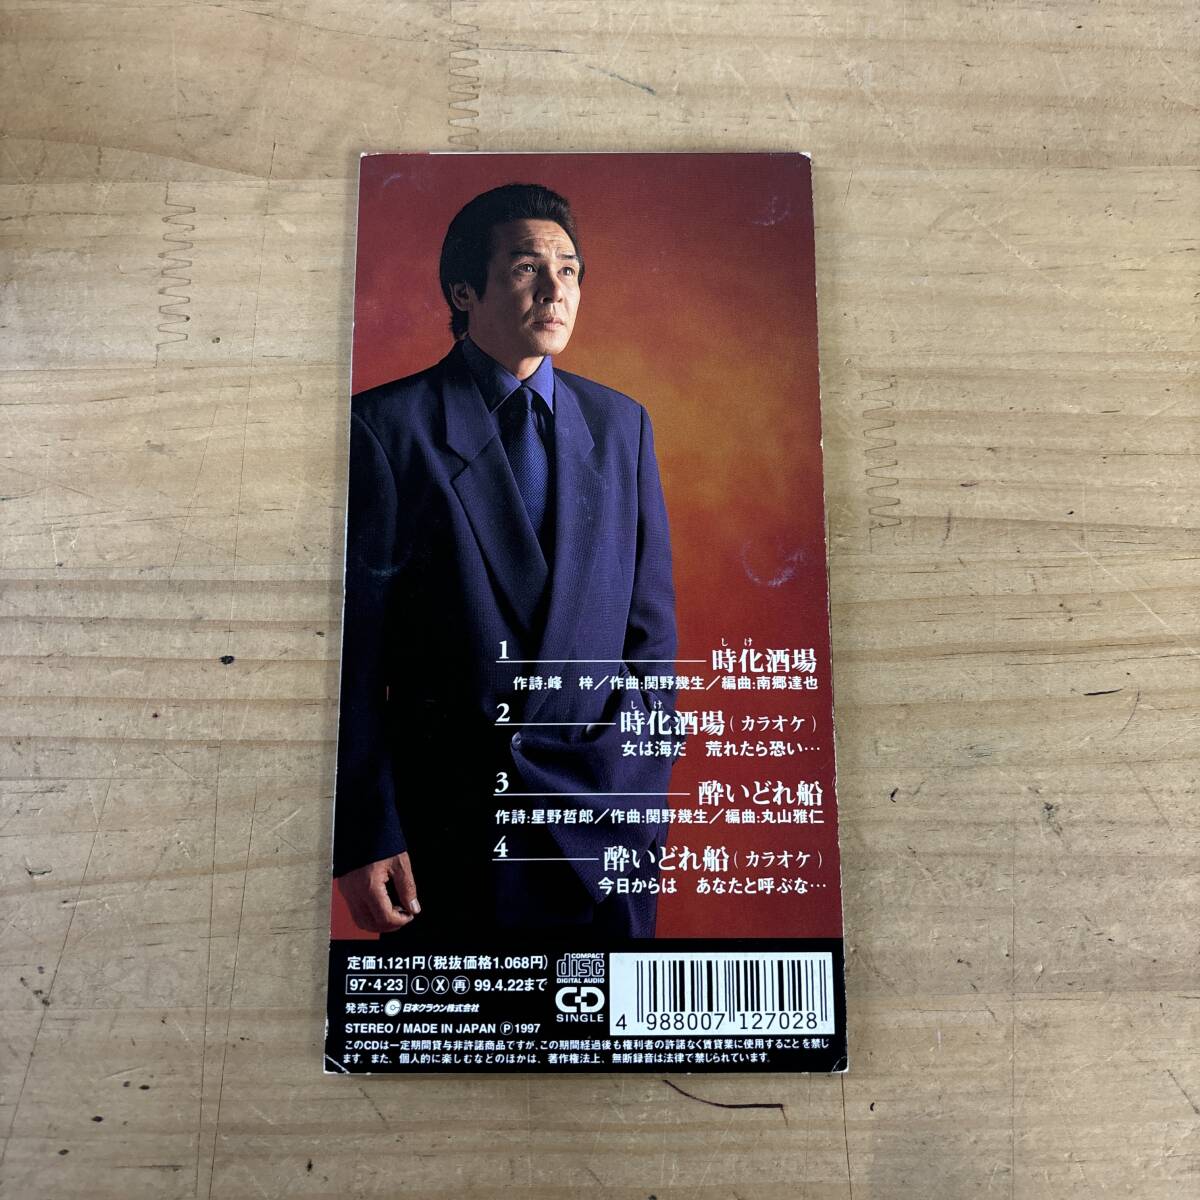 1 時化酒場
しけ
作詩:峰 梓/作曲:関野幾生/編曲:南郷達也
2 時化酒場(カラオケ)
しけ
女は海だ 荒れたら恐い…
3 酔いどれ船
作詩:星野哲郎/作曲:関野幾生/編曲:丸山雅仁
4 酔いどれ船(カラオケ)
今日からは あなたと呼ぶな…
定価1,121円(税抜価格1,068円)
97・4・23 Ⓛ Ⓧ 再 99.4.22まで
発売元: 日本クラウン株式会社
STEREO / MADE IN JAPAN Ⓟ1997
COMPACT
disc
DIGITAL AUDIO
CD
SINGLE
4 988007 127028
このCDは一定期間貸与非許諾商品ですが、この期間経過後も権利者の許諾なく賃貸業に使用することを禁じ
ます。また、個人的に楽しむなどのほかは、著作権法上、無断録音は法律で禁じられています。